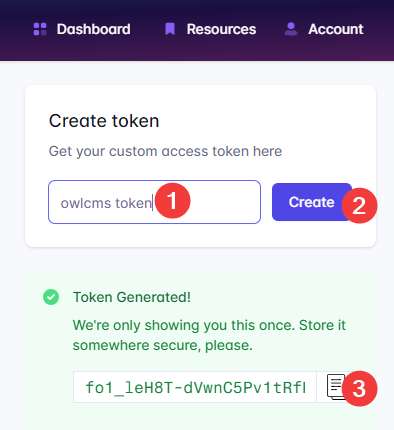 Dashboard Resources Account
Create token
Get your custom access token here
owlcms token 1 Create 2
Token Generated!
We're only showing you this once. Store it
somewhere secure, please.
fo1_leH8T-dVwnC5Pv1tRfl 3